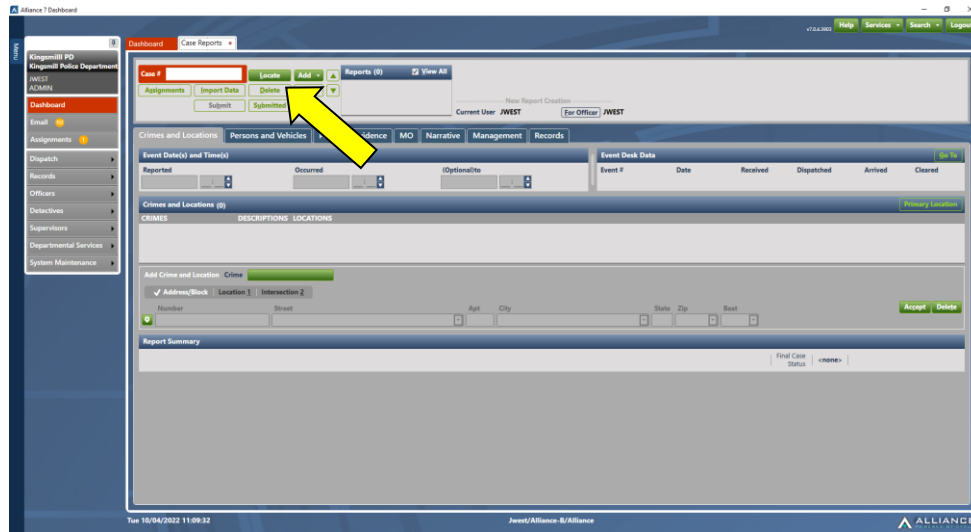 Alliance 7 Dashboard
v7.0.4.3903 Help Services Search Logout
Menu
Kingsmill PD
Kingsmill Police Department
JWEST
ADMIN
Dashboard
Email
Assignments
Dispatch
Records
Officers
Detectives
Supervisors
Departmental Services
System Maintenance
Dashboard Case Reports
Case # Locate Add Reports (0) View All
Assignments Import Data Delete
Submit Submitted
New Report Creation
Current User JWEST For Officer JWEST
Crimes and Locations Persons and Vehicles MO Narrative Management Records
Event Date(s) and Time(s) Event Desk Data Go To
Reported Occurred (Optional)to Event # Date Received Dispatched Arrived Cleared
Crimes and Locations (0) Primary Location
CRIMES DESCRIPTIONS LOCATIONS
Add Crime and Location Crime
Address/Block Location 1 Intersection 2
Number Street Apt City State Zip Beat Accept Delete
Report Summary
Final Case Status <none>
Tue 10/04/2022 11:09:32 Jwest/Alliance-B/Alliance ALLIANCE